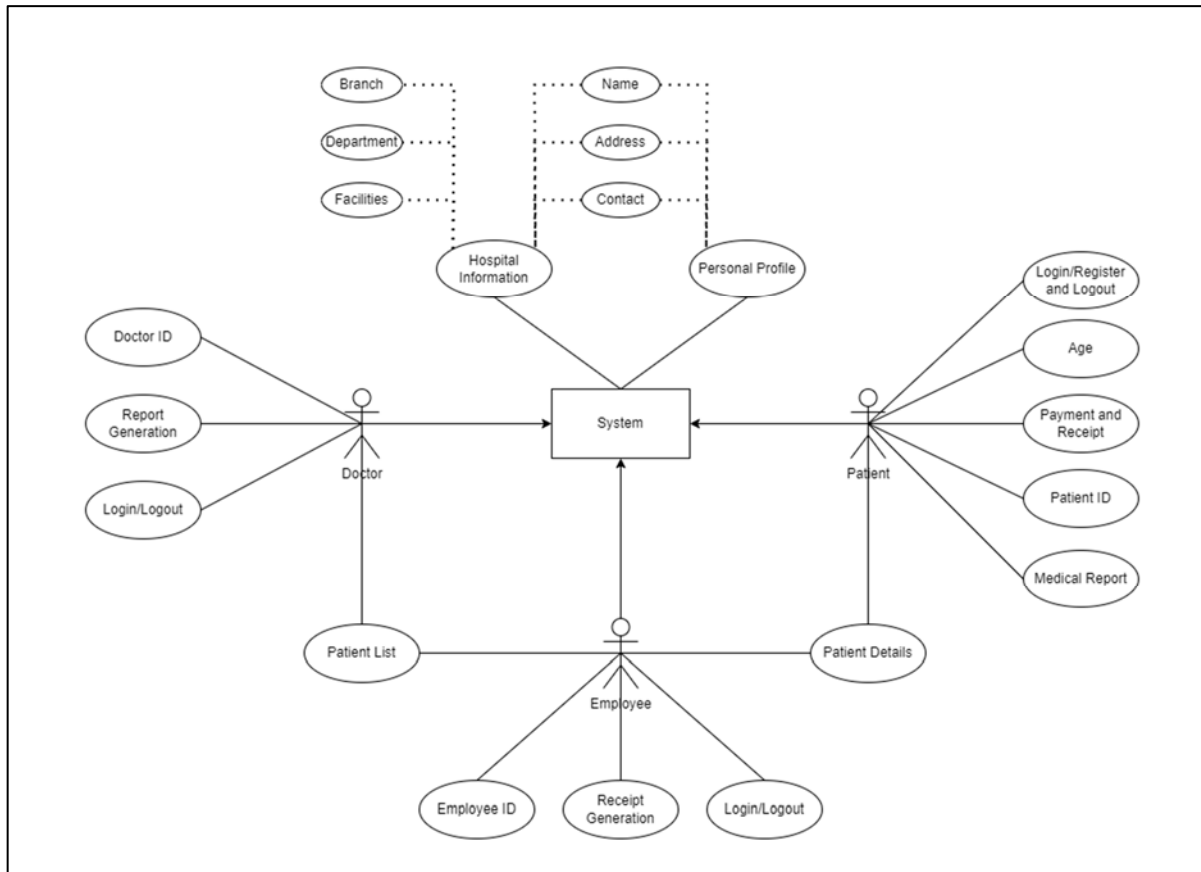 Branch
Name
Department
Address
Facilities
Contact
Hospital
Information
Personal Profile
Login/Register
and Logout
Doctor ID
Age
Report
Generation
System
Payment and
Receipt
Doctor
Patient
Login/Logout
Patient ID
Medical Report
Patient List
Patient Details
Employee
Employee ID
Receipt
Generation
Login/Logout